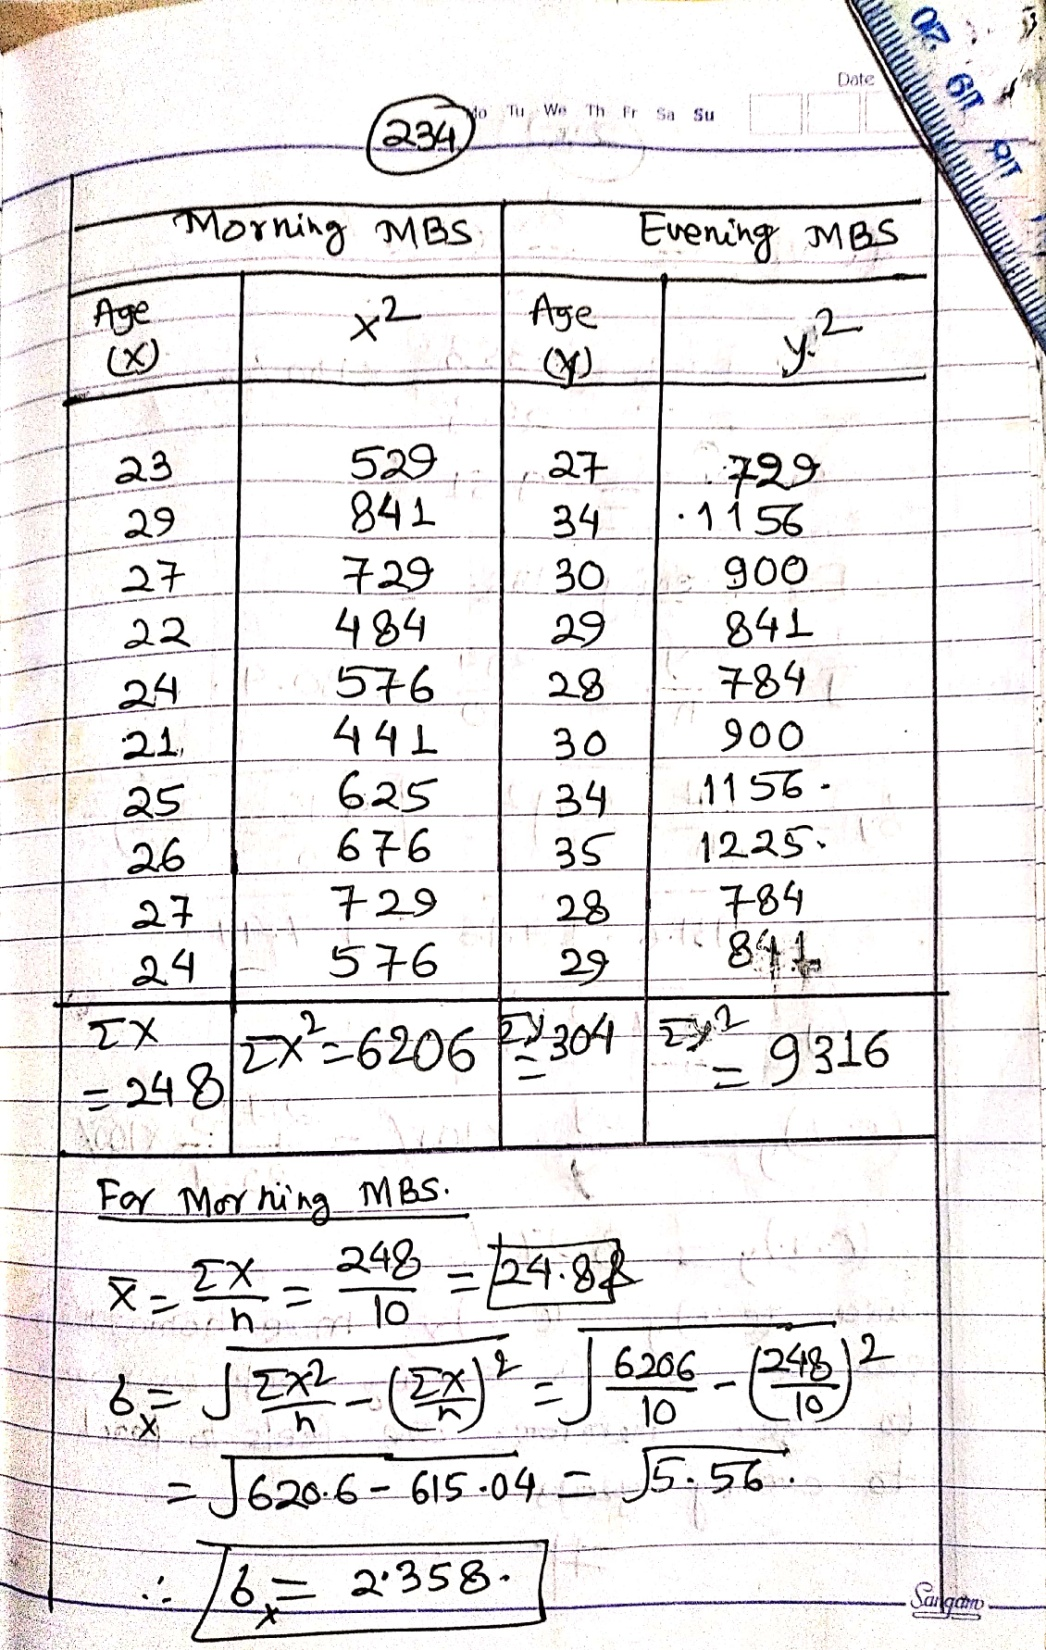 Date
Mo Tu We Th Fr Sa Su
234
Morning MBS Evening MBS
Age (X) x² Age (Y) y²
23 529 27 729
29 841 34 1156
27 729 30 900
22 484 29 841
24 576 28 784
21 441 30 900
25 625 34 1156
26 676 35 1225
27 729 28 784
24 576 29 841
Σx = 248 Σx² = 6206 Σy = 304 Σy² = 9316
For Morning MBS.
x̄ = Σx/n = 248/10 = 24.8
σx = √(Σx²/n - (Σx/n)²) = √(6206/10 - (248/10)²)
= √(620.6 - 615.04) = √5.56.
∴ σx = 2.358.
Sangam